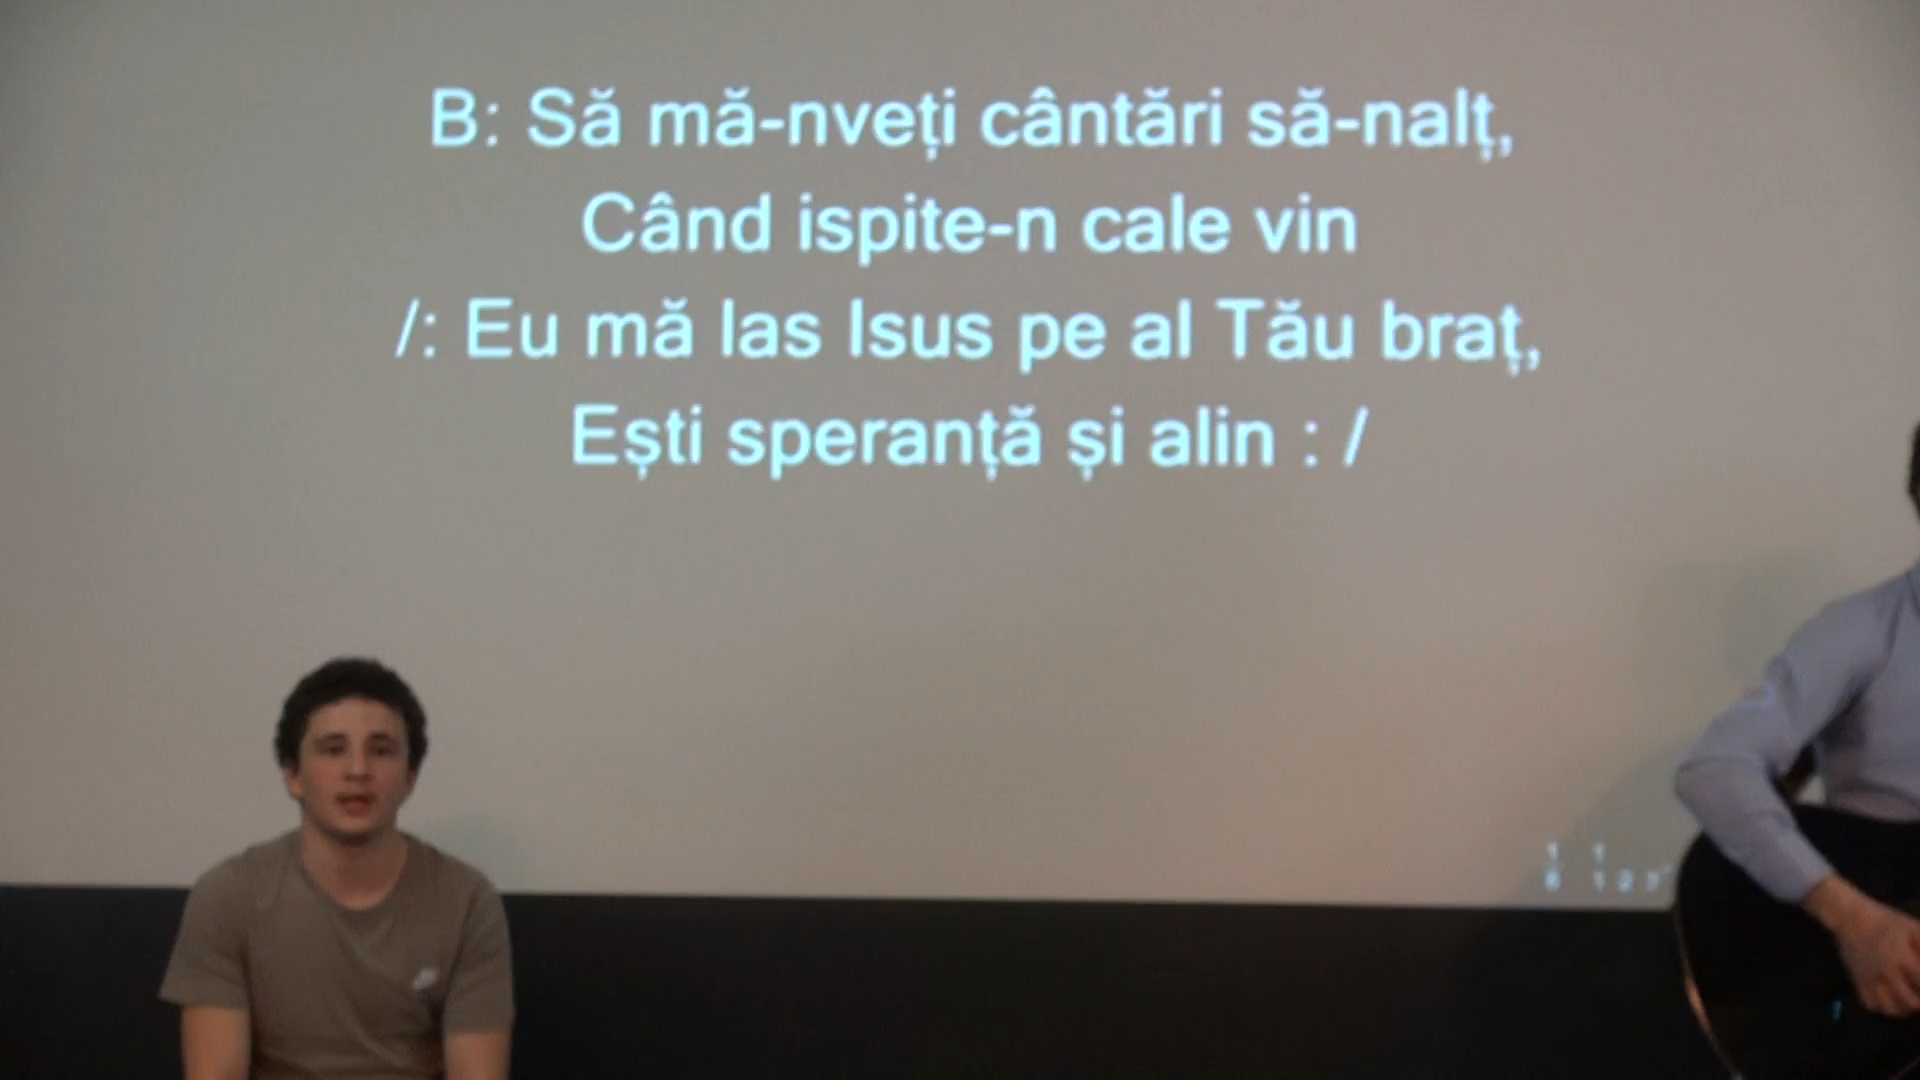 B: Să mă-nveți cântări să-nalț,
Când ispite-n cale vin
/: Eu mă las Isus pe al Tău braț,
Ești speranță și alin : /